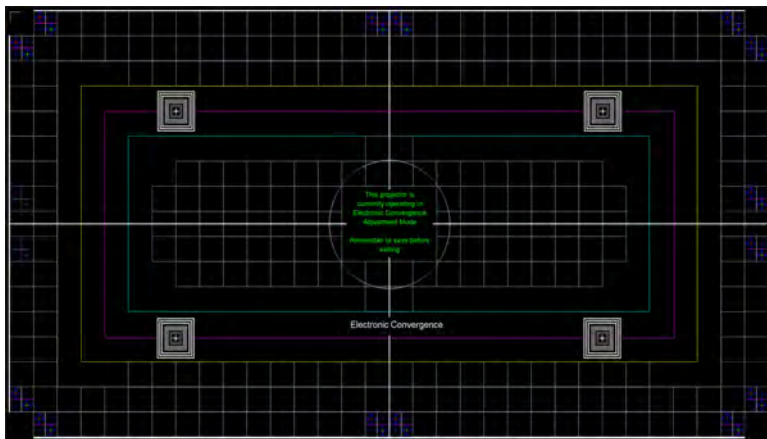 This projector is
currently operating in
Electronic Convergence
Adjustment Mode
Remember to save before
exiting
Electronic Convergence